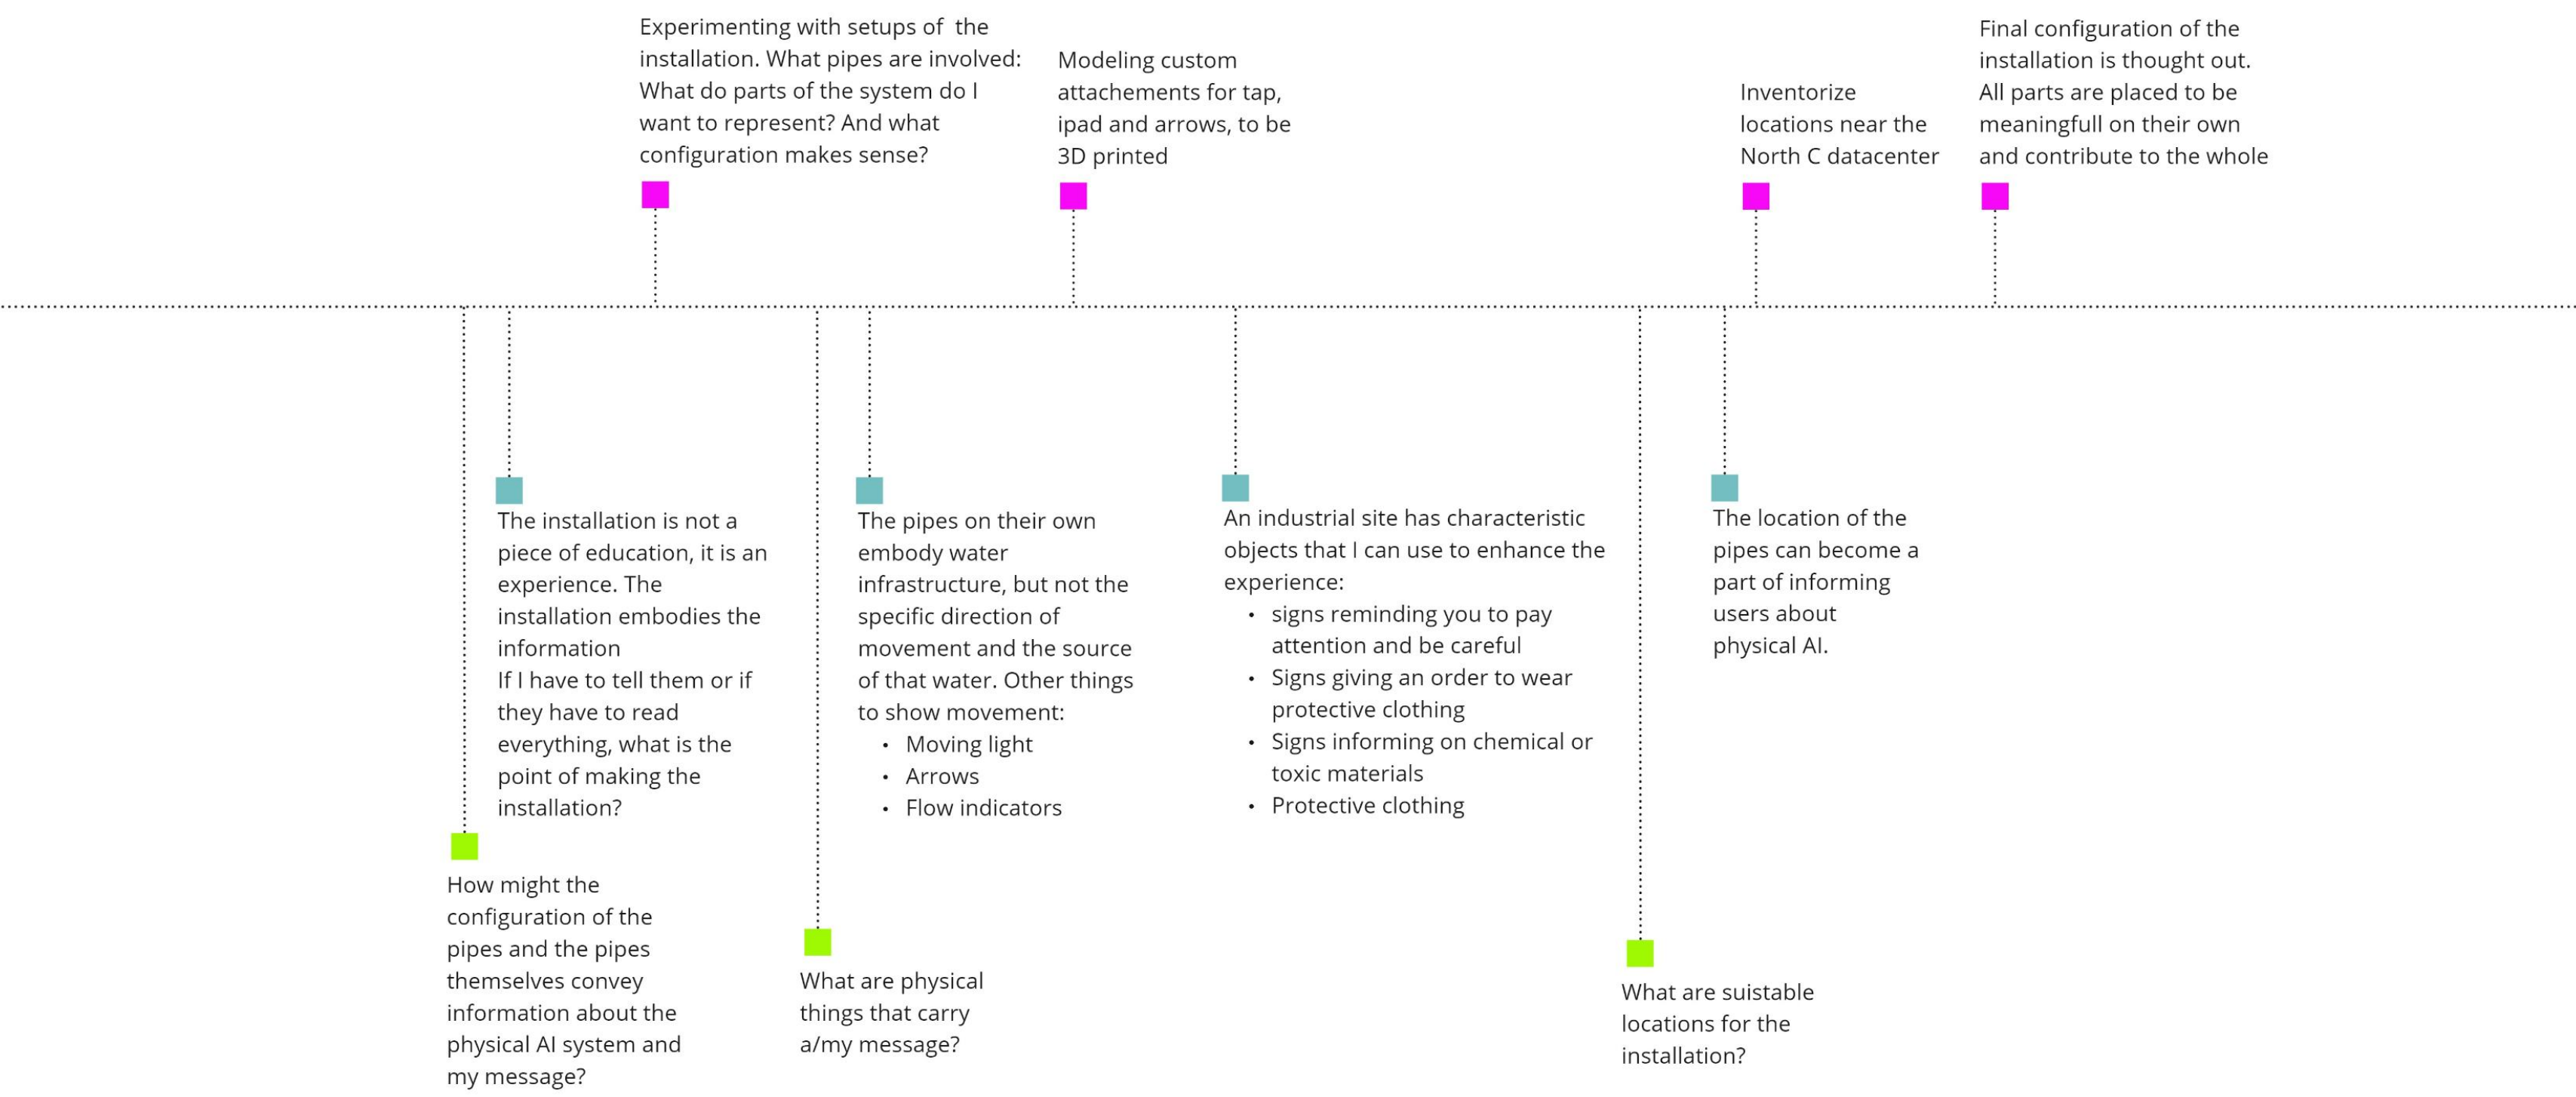 Experimenting with setups of  the
installation. What pipes are involved:
What do parts of the system do I
want to represent? And what
configuration makes sense?
Modeling custom
attachements for tap,
ipad and arrows, to be
3D printed
Inventorize
locations near the
North C datacenter
Final configuration of the
installation is thought out.
All parts are placed to be
meaningfull on their own
and contribute to the whole
The installation is not a
piece of education, it is an
experience. The
installation embodies the
information
If I have to tell them or if
they have to read
everything, what is the
point of making the
installation?
The pipes on their own
embody water
infrastructure, but not the
specific direction of
movement and the source
of that water. Other things
to show movement:
• Moving light
• Arrows
• Flow indicators
An industrial site has characteristic
objects that I can use to enhance the
experience:
• signs reminding you to pay
attention and be careful
• Signs giving an order to wear
protective clothing
• Signs informing on chemical or
toxic materials
• Protective clothing
The location of the
pipes can become a
part of informing
users about
physical AI.
How might the
configuration of the
pipes and the pipes
themselves convey
information about the
physical AI system and
my message?
What are physical
things that carry
a/my message?
What are suistable
locations for the
installation?